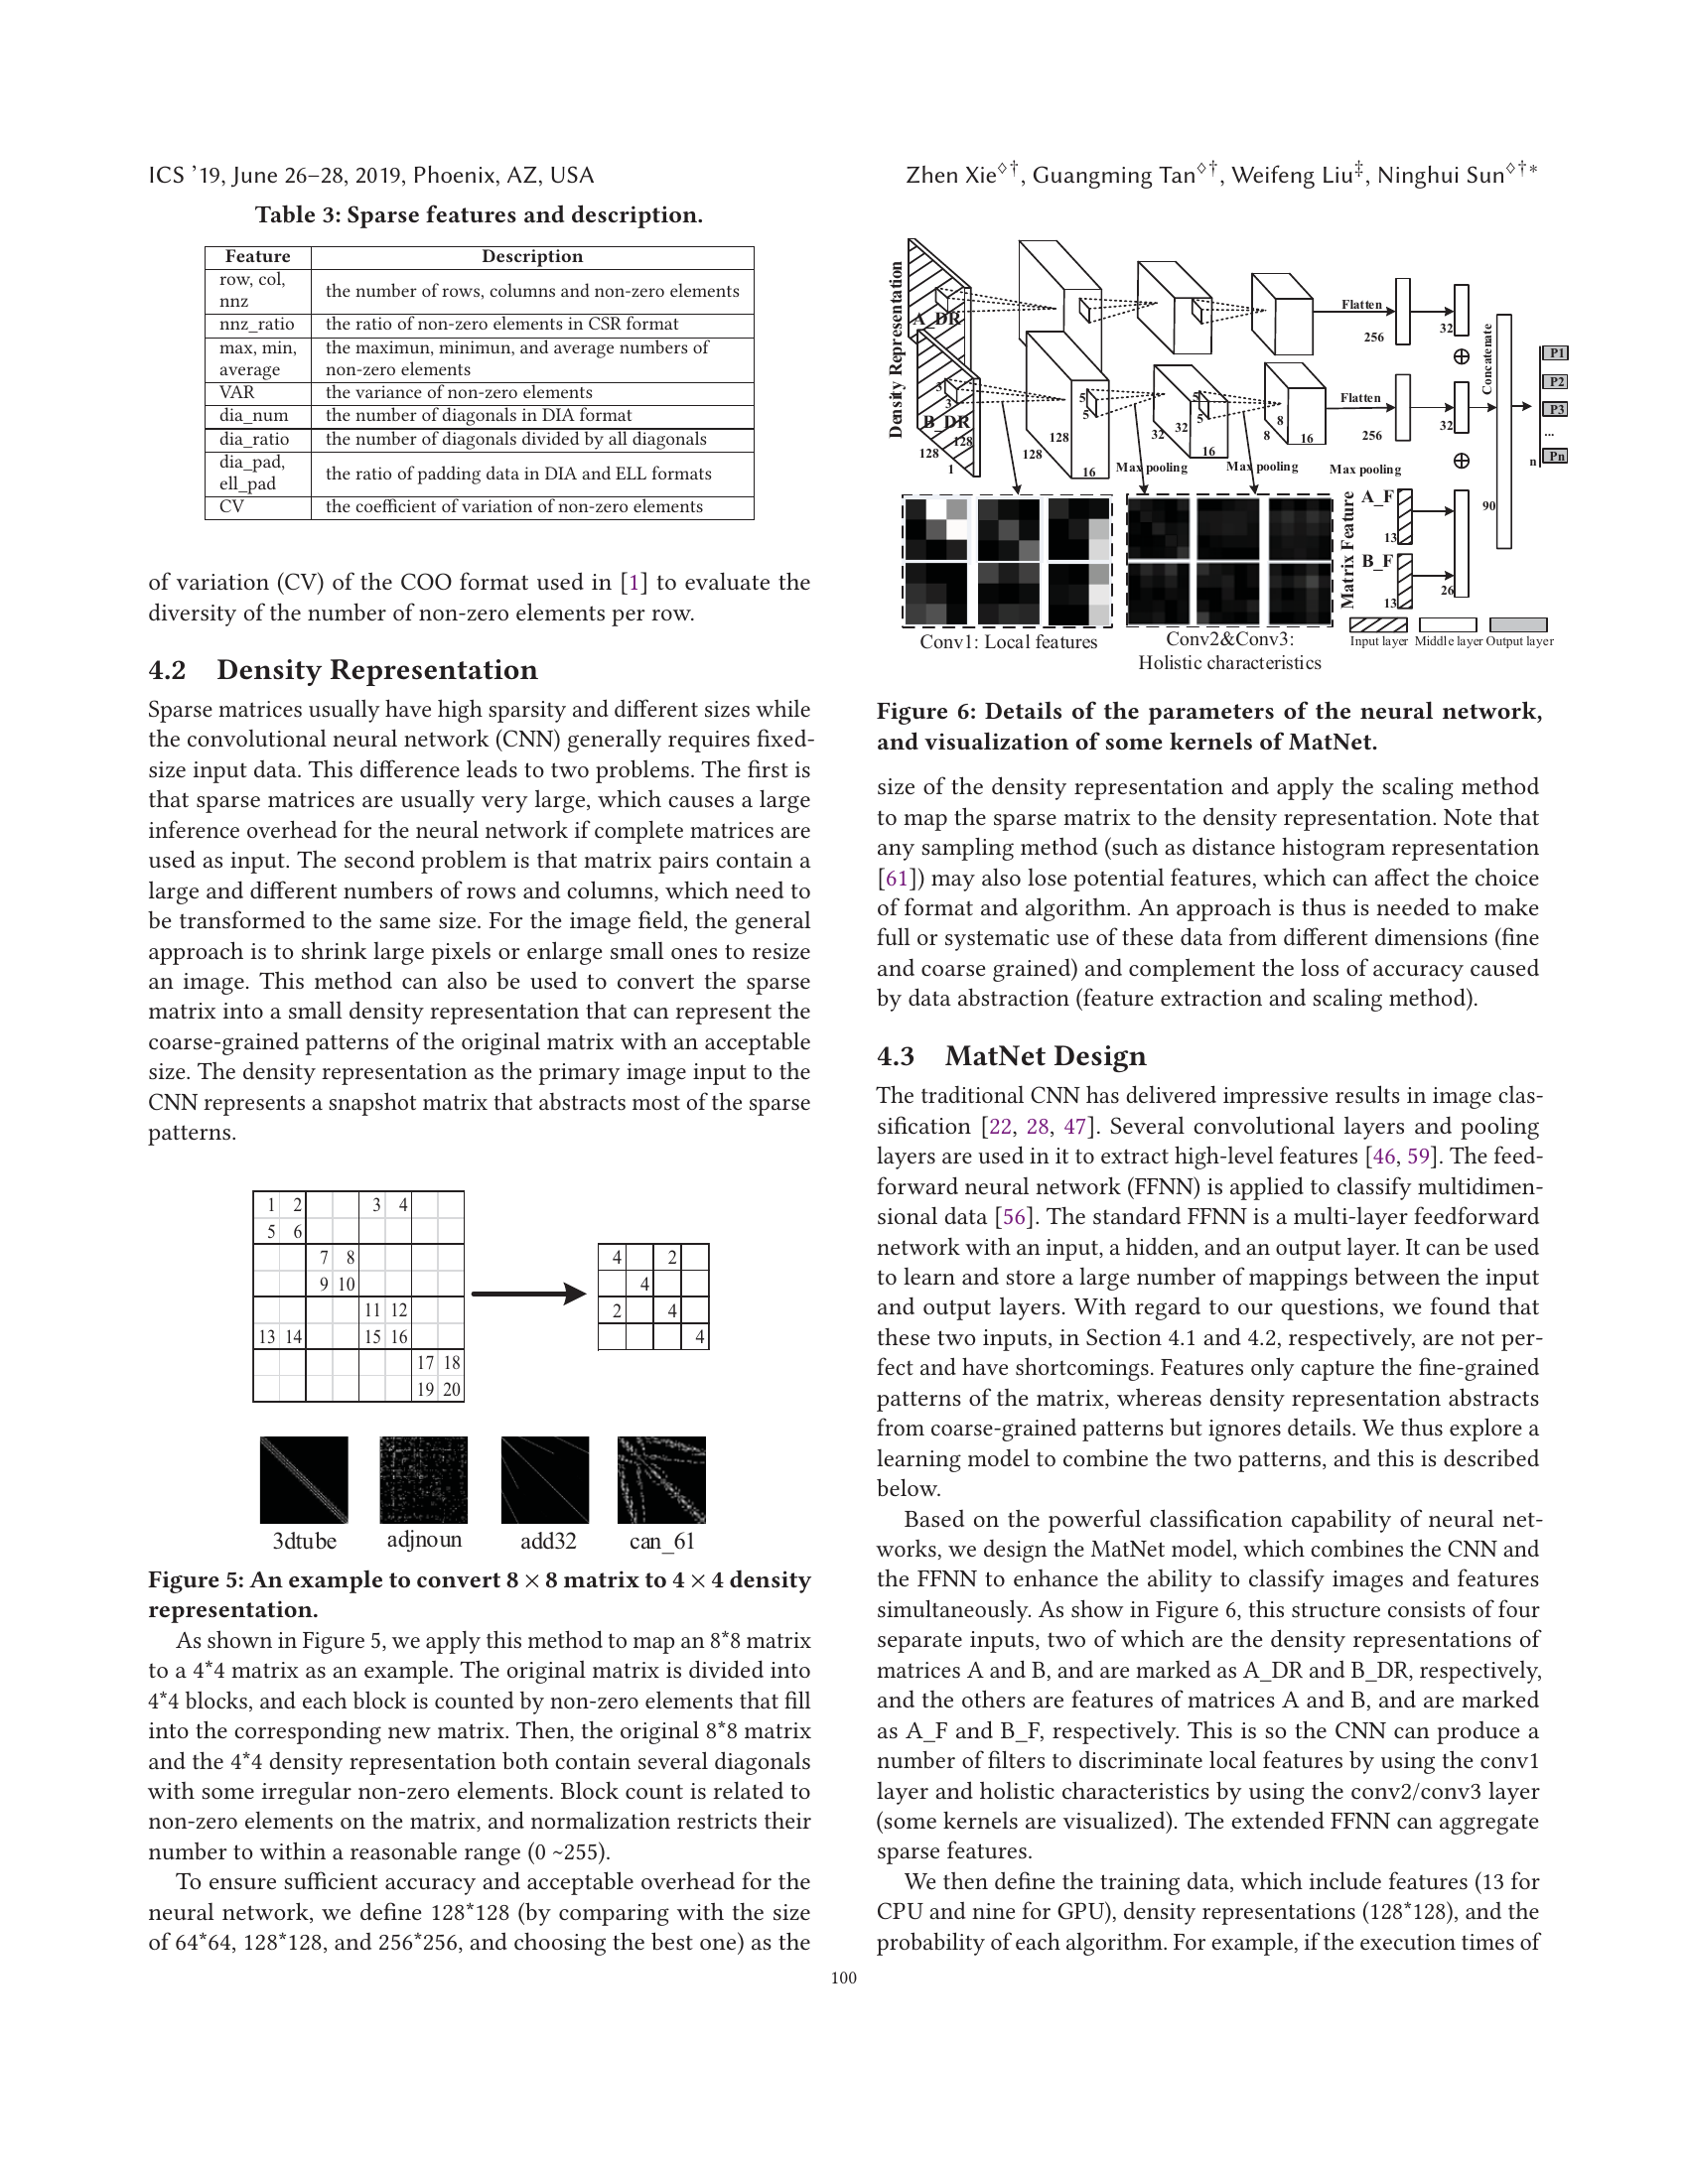 ICS ’19, June 26–28, 2019, Phoenix, AZ, USA
Zhen Xie◇†, Guangming Tan◇†, Weifeng Liu‡, Ninghui Sun◇†∗
Table 3: Sparse features and description.
Feature Description
row, col,
nnz
the number of rows, columns and non-zero elements
nnz_ratio the ratio of non-zero elements in CSR format
max, min,
average
the maximun, minimun, and average numbers of
non-zero elements
VAR the variance of non-zero elements
dia_num the number of diagonals in DIA format
dia_ratio the number of diagonals divided by all diagonals
dia_pad,
ell_pad
the ratio of padding data in DIA and ELL formats
CV the coefficient of variation of non-zero elements
of variation (CV) of the COO format used in [1] to evaluate the
diversity of the number of non-zero elements per row.
4.2 Density Representation
Sparse matrices usually have high sparsity and different sizes while
the convolutional neural network (CNN) generally requires fixed-
size input data. This difference leads to two problems. The first is
that sparse matrices are usually very large, which causes a large
inference overhead for the neural network if complete matrices are
used as input. The second problem is that matrix pairs contain a
large and different numbers of rows and columns, which need to
be transformed to the same size. For the image field, the general
approach is to shrink large pixels or enlarge small ones to resize
an image. This method can also be used to convert the sparse
matrix into a small density representation that can represent the
coarse-grained patterns of the original matrix with an acceptable
size. The density representation as the primary image input to the
CNN represents a snapshot matrix that abstracts most of the sparse
patterns.
1 2 3 4
5 6
7 8
9 10
11 12
13 14 15 16
17 18
19 20
4 2
4
2 4
4
3dtube adjnoun add32 can_61
Figure 5: An example to convert 8 × 8 matrix to 4 × 4 density
representation.
As shown in Figure 5, we apply this method to map an 8*8 matrix
to a 4*4 matrix as an example. The original matrix is divided into
4*4 blocks, and each block is counted by non-zero elements that fill
into the corresponding new matrix. Then, the original 8*8 matrix
and the 4*4 density representation both contain several diagonals
with some irregular non-zero elements. Block count is related to
non-zero elements on the matrix, and normalization restricts their
number to within a reasonable range (0 ~255).
To ensure sufficient accuracy and acceptable overhead for the
neural network, we define 128*128 (by comparing with the size
of 64*64, 128*128, and 256*256, and choosing the best one) as the
Density Representation
A_DR
Flatten
256
32
⊕
Concatenate
P1
P2
P3
...
Pn
n
3
3
B_DR
128
128
1
5
5
128
128
16
Max pooling
5
5
32
32
16
Max pooling
8
8
16
Flatten
256
Max pooling
32
⊕
90
Matrix Feature
A_F
13
B_F
13
26
Input layer Middle layer Output layer
Conv1: Local features
Conv2&Conv3:
Holistic characteristics
Figure 6: Details of the parameters of the neural network,
and visualization of some kernels of MatNet.
size of the density representation and apply the scaling method
to map the sparse matrix to the density representation. Note that
any sampling method (such as distance histogram representation
[61]) may also lose potential features, which can affect the choice
of format and algorithm. An approach is thus is needed to make
full or systematic use of these data from different dimensions (fine
and coarse grained) and complement the loss of accuracy caused
by data abstraction (feature extraction and scaling method).
4.3 MatNet Design
The traditional CNN has delivered impressive results in image clas-
sification [22, 28, 47]. Several convolutional layers and pooling
layers are used in it to extract high-level features [46, 59]. The feed-
forward neural network (FFNN) is applied to classify multidimen-
sional data [56]. The standard FFNN is a multi-layer feedforward
network with an input, a hidden, and an output layer. It can be used
to learn and store a large number of mappings between the input
and output layers. With regard to our questions, we found that
these two inputs, in Section 4.1 and 4.2, respectively, are not per-
fect and have shortcomings. Features only capture the fine-grained
patterns of the matrix, whereas density representation abstracts
from coarse-grained patterns but ignores details. We thus explore a
learning model to combine the two patterns, and this is described
below.
Based on the powerful classification capability of neural net-
works, we design the MatNet model, which combines the CNN and
the FFNN to enhance the ability to classify images and features
simultaneously. As show in Figure 6, this structure consists of four
separate inputs, two of which are the density representations of
matrices A and B, and are marked as A_DR and B_DR, respectively,
and the others are features of matrices A and B, and are marked
as A_F and B_F, respectively. This is so the CNN can produce a
number of filters to discriminate local features by using the conv1
layer and holistic characteristics by using the conv2/conv3 layer
(some kernels are visualized). The extended FFNN can aggregate
sparse features.
We then define the training data, which include features (13 for
CPU and nine for GPU), density representations (128*128), and the
probability of each algorithm. For example, if the execution times of
100